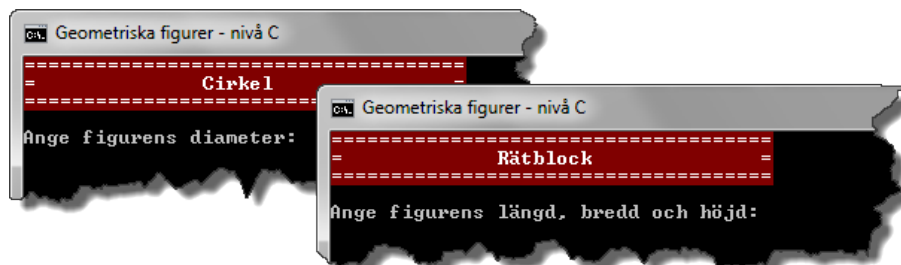 Geometriska figurer - nivå C
=====================================
= Cirkel =
Ange figurens diameter:
Geometriska figurer - nivå C
=====================================
= Rätblock =
=====================================
Ange figurens längd, bredd och höjd: